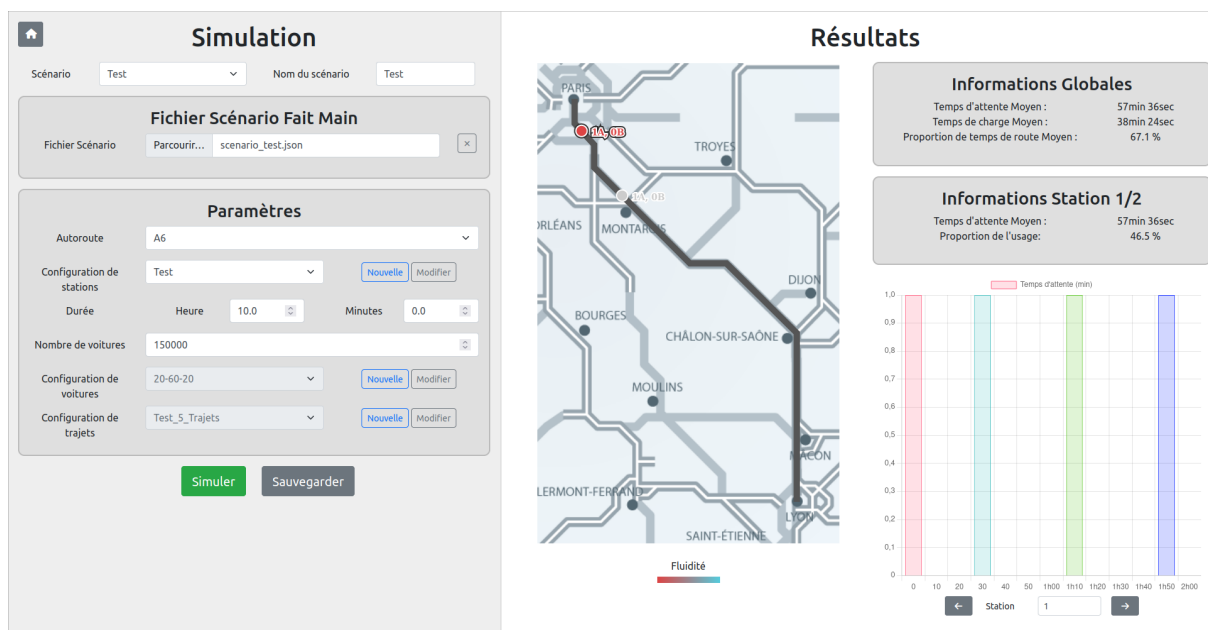 Simulation
Scénario Test Nom du scénario Test
Fichier Scénario Fait Main
Fichier Scénario Parcourir... scenario_test.json ×
Paramètres
Autoroute A6
Configuration de stations Test Nouvelle Modifier
Durée Heure 10.0 Minutes 0.0
Nombre de voitures 150000
Configuration de voitures 20-60-20 Nouvelle Modifier
Configuration de trajets Test_5_Trajets Nouvelle Modifier
Simuler Sauvegarder
Résultats
PARIS
1A, 0B
TROYES
1A, 0B
RLÉANS
MONTARGIS
DIJON
BOURGES
CHÂLON-SUR-SAÔNE
MOULINS
MACON
LERMONT-FERRAND
LYON
SAINT-ÉTIENNE
Fluidité
Informations Globales
Temps d'attente Moyen : 57min 36sec
Temps de charge Moyen : 38min 24sec
Proportion de temps de route Moyen : 67.1 %
Informations Station 1/2
Temps d'attente Moyen : 57min 36sec
Proportion de l'usage: 46.5 %
Temps d'attente (min)
1,0
0,9
0,8
0,7
0,6
0,5
0,4
0,3
0,2
0,1
0
0 10 20 30 40 50 1h00 1h10 1h20 1h30 1h40 1h50 2h00
← Station 1 →